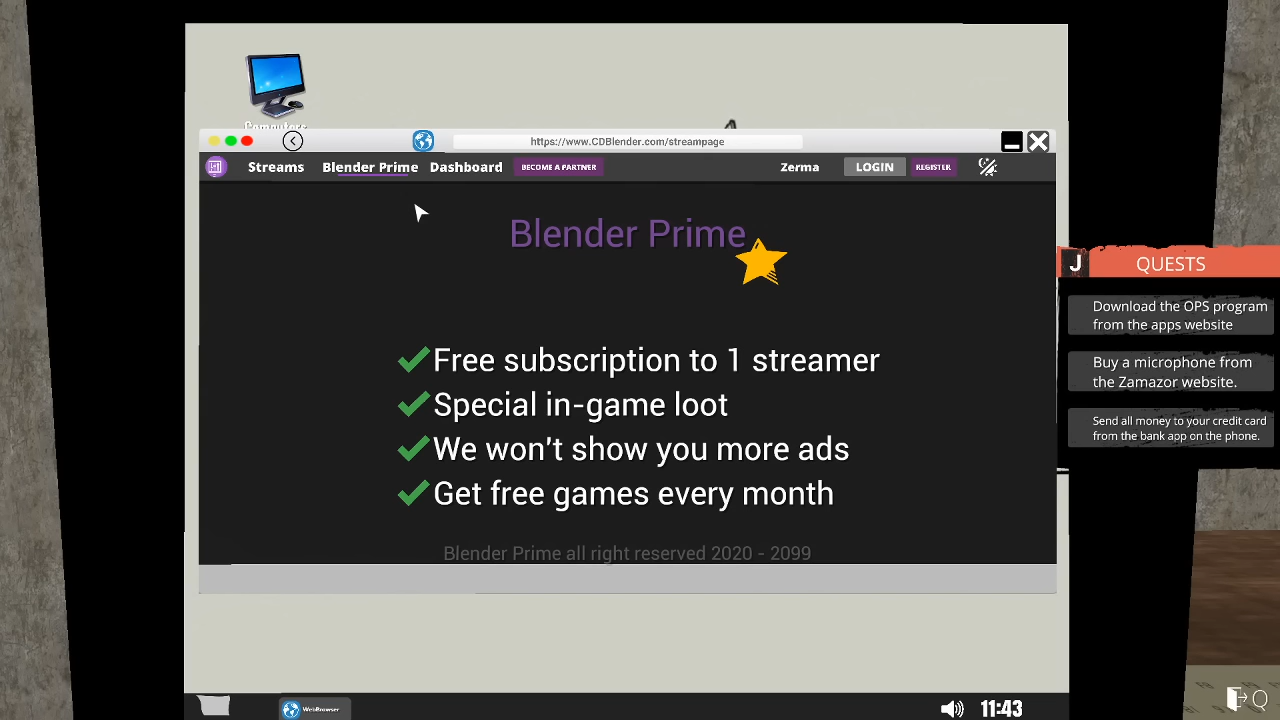 Computers
https://www.CDBlender.com/streampage
Streams Blender Prime Dashboard BECOME A PARTNER Zerma LOGIN REGISTER
Blender Prime
Free subscription to 1 streamer
Special in-game loot
We won't show you more ads
Get free games every month
Blender Prime all right reserved 2020 - 2099
J QUESTS
Download the OPS program
from the apps website
Buy a microphone from
the Zamazor website.
Send all money to your credit card
from the bank app on the phone.
WebBrowser
11:43
Q